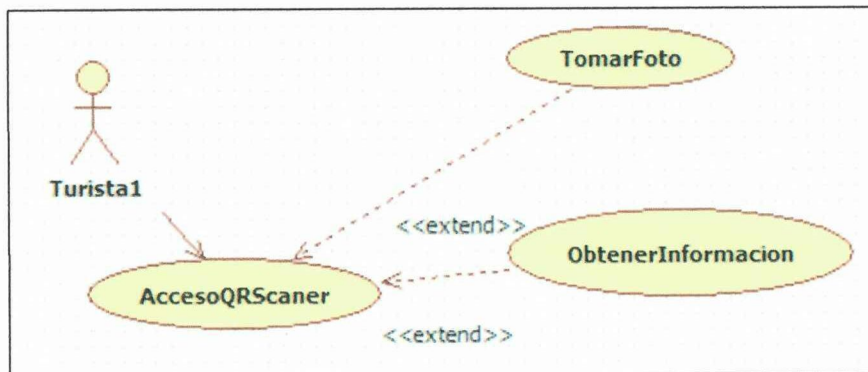 TomarFoto
Turista1
<<extend>>
ObtenerInformacion
AccesoQRScaner
<<extend>>